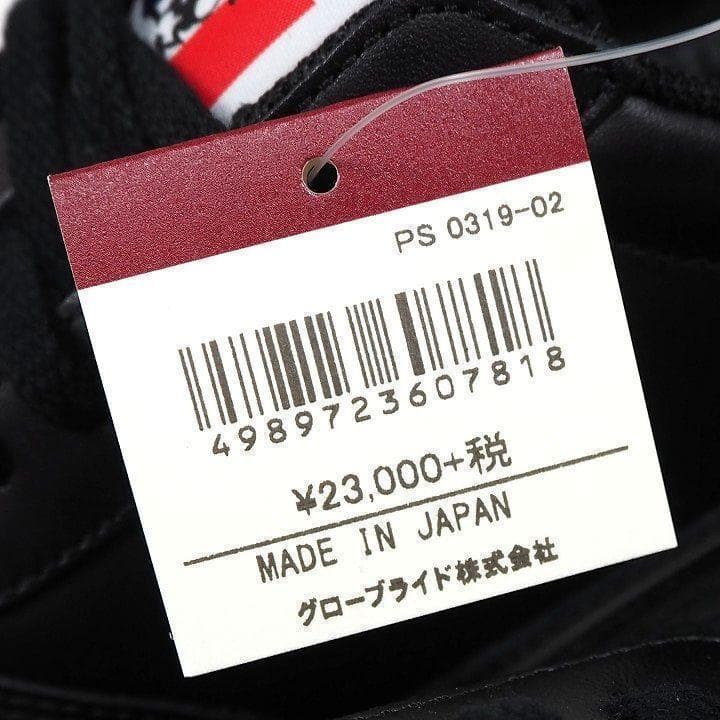 PS 0319-02
4989723607818
¥23,000+税
MADE IN JAPAN
グローブライド株式会社